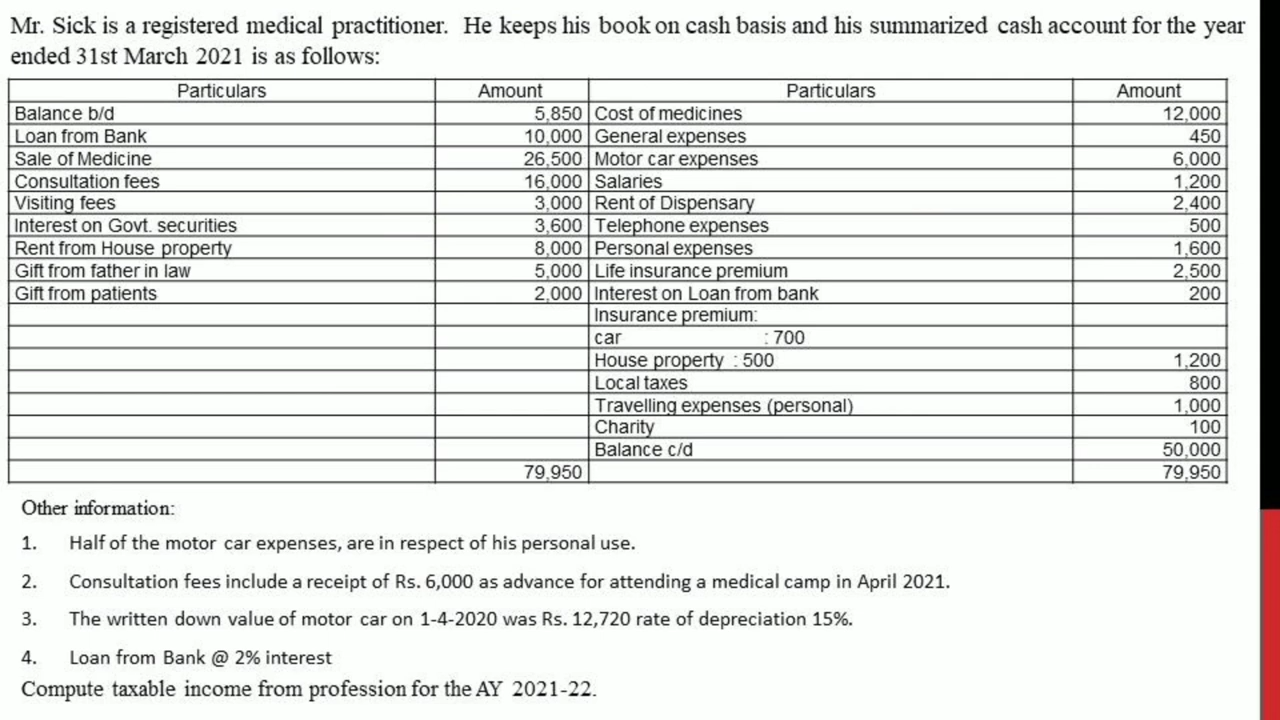 Mr. Sick is a registered medical practitioner. He keeps his book on cash basis and his summarized cash account for the year
ended 31st March 2021 is as follows:
Particulars Amount Particulars Amount
Balance b/d 5,850 Cost of medicines 12,000
Loan from Bank 10,000 General expenses 450
Sale of Medicine 26,500 Motor car expenses 6,000
Consultation fees 16,000 Salaries 1,200
Visiting fees 3,000 Rent of Dispensary 2,400
Interest on Govt. securities 3,600 Telephone expenses 500
Rent from House property 8,000 Personal expenses 1,600
Gift from father in law 5,000 Life insurance premium 2,500
Gift from patients 2,000 Interest on Loan from bank 200
Insurance premium:
car : 700
House property : 500 1,200
Local taxes 800
Travelling expenses (personal) 1,000
Charity 100
Balance c/d 50,000
79,950 79,950
Other information:
1. Half of the motor car expenses, are in respect of his personal use.
2. Consultation fees include a receipt of Rs. 6,000 as advance for attending a medical camp in April 2021.
3. The written down value of motor car on 1-4-2020 was Rs. 12,720 rate of depreciation 15%.
4. Loan from Bank @ 2% interest
Compute taxable income from profession for the AY 2021-22.